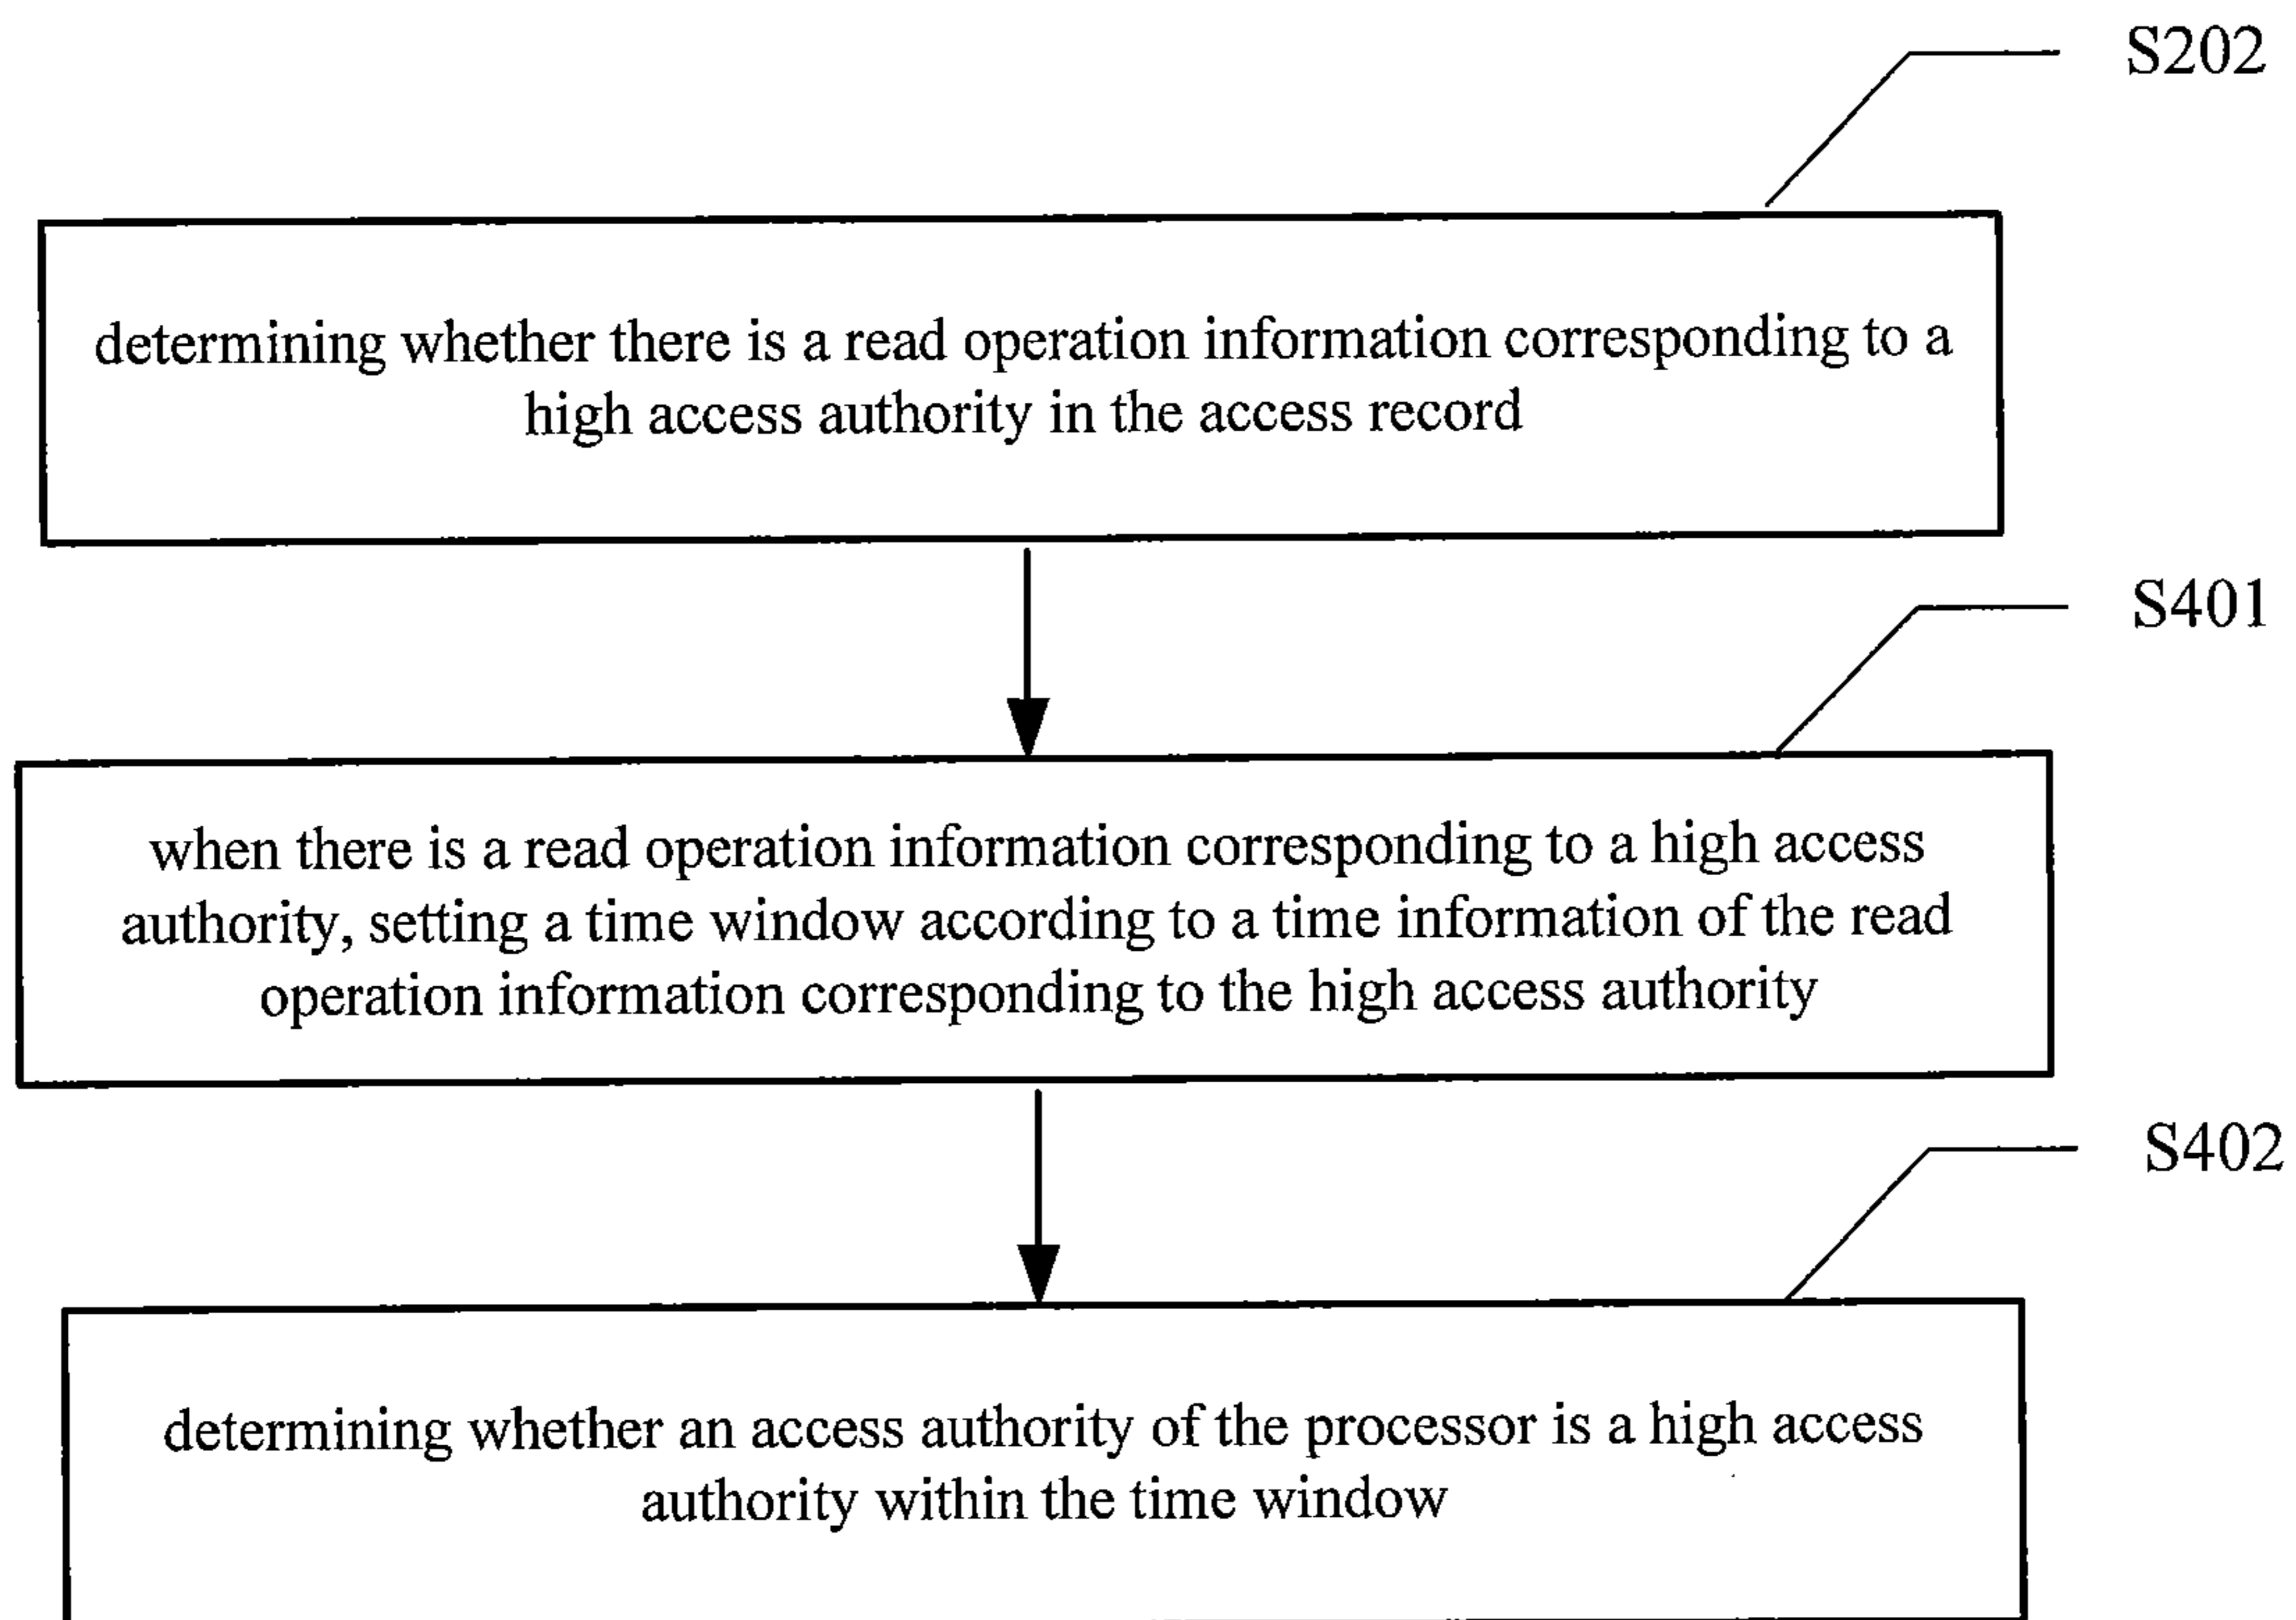 S202
determining whether there is a read operation information corresponding to a
high access authority in the access record
S401
when there is a read operation information corresponding to a high access
authority, setting a time window according to a time information of the read
operation information corresponding to the high access authority
S402
determining whether an access authority of the processor is a high access
authority within the time window